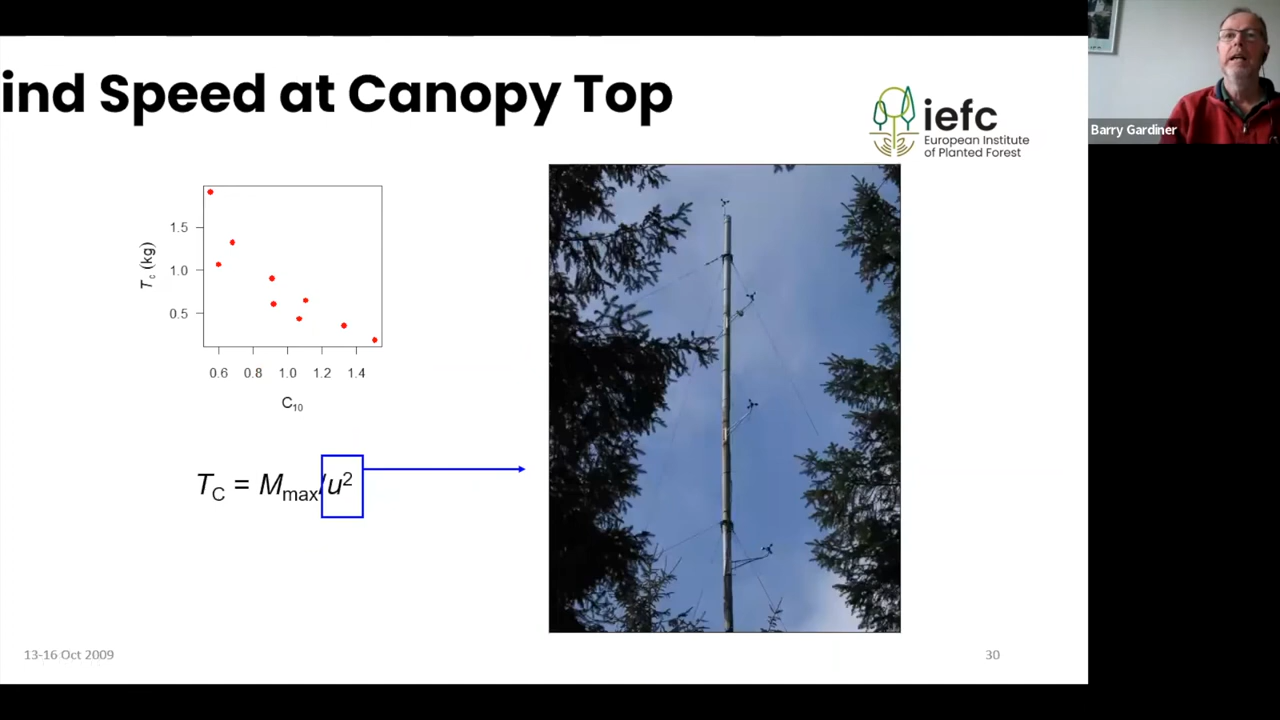 ind Speed at Canopy Top
iefc
European Institute
of Planted Forest
Barry Gardiner
1.5
1.0
0.5
T c (kg)
0.6 0.8 1.0 1.2 1.4
C10
TC = Mmax/u²
13-16 Oct 2009
30